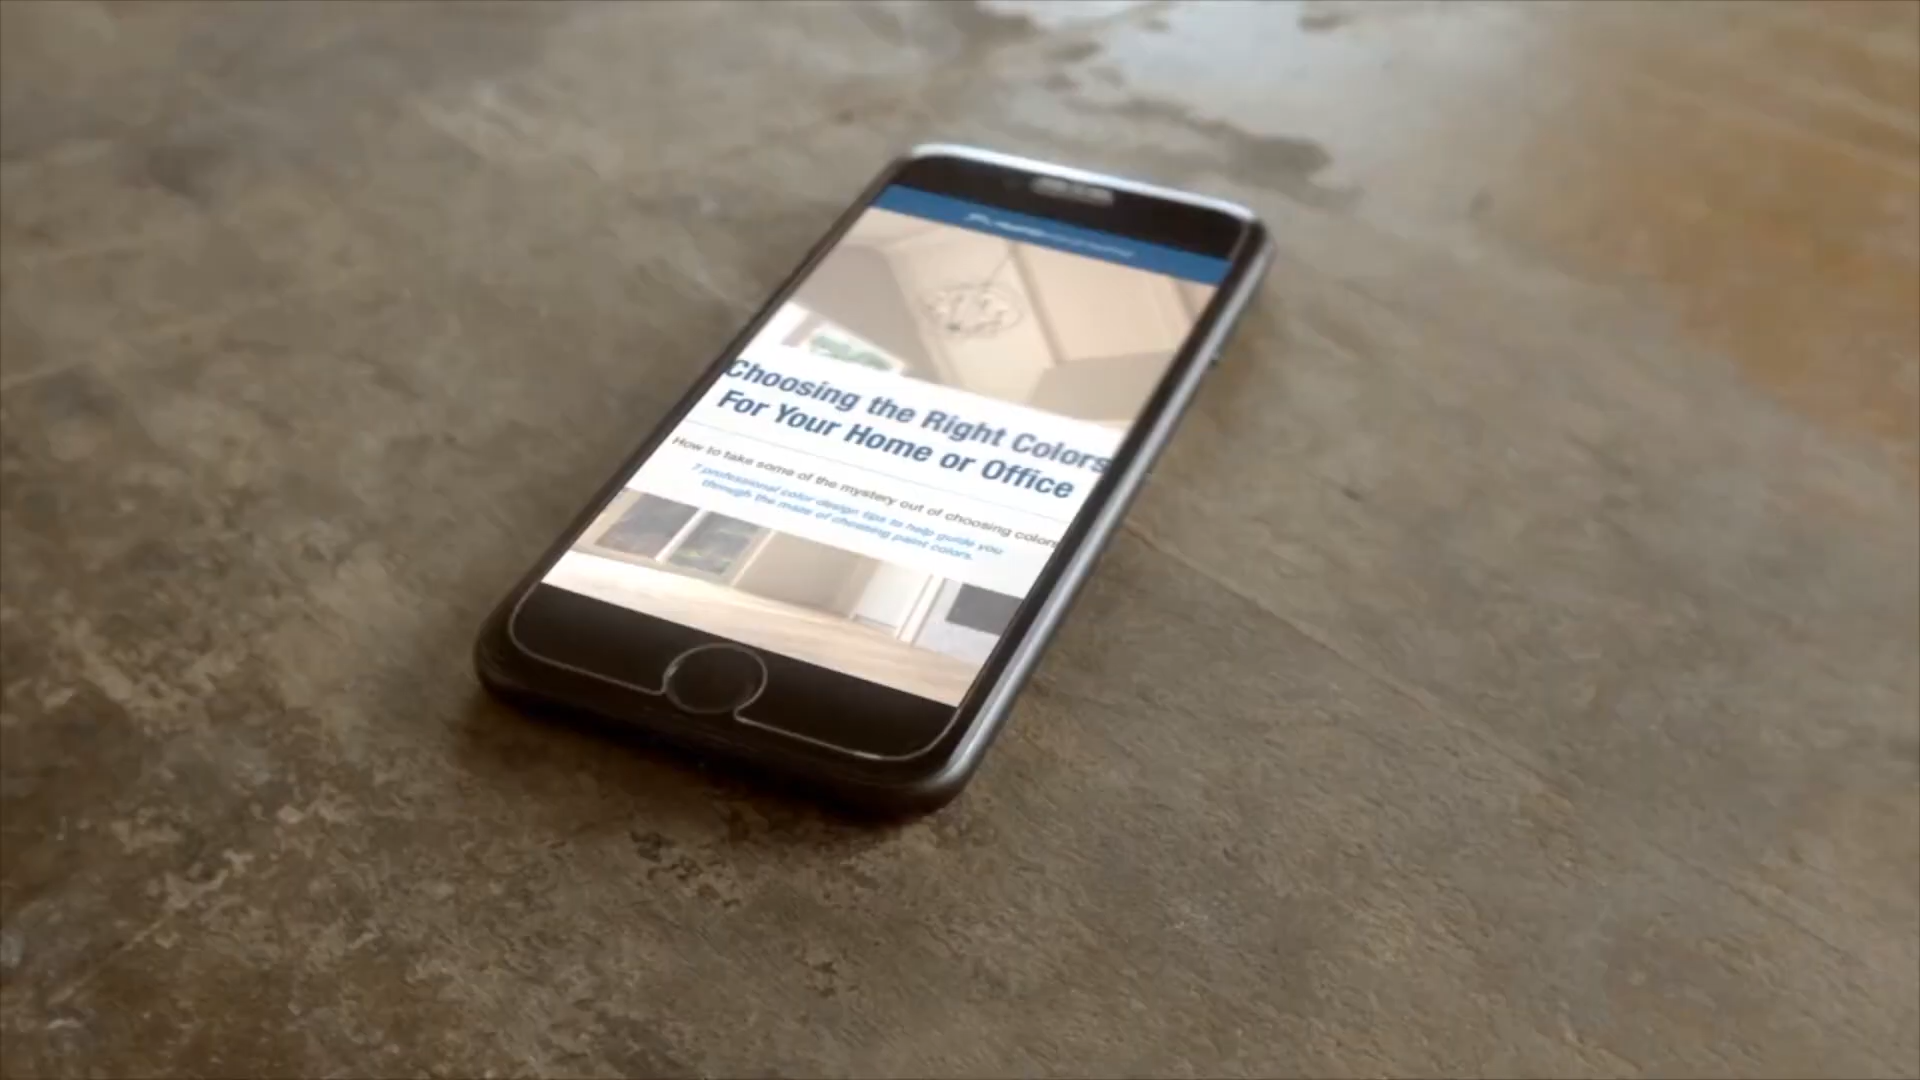 Choosing the Right Colors
For Your Home or Office
How to take some of the mystery out of choosing colors
7 professional color design tips to help guide you
through the maze of choosing paint colors.